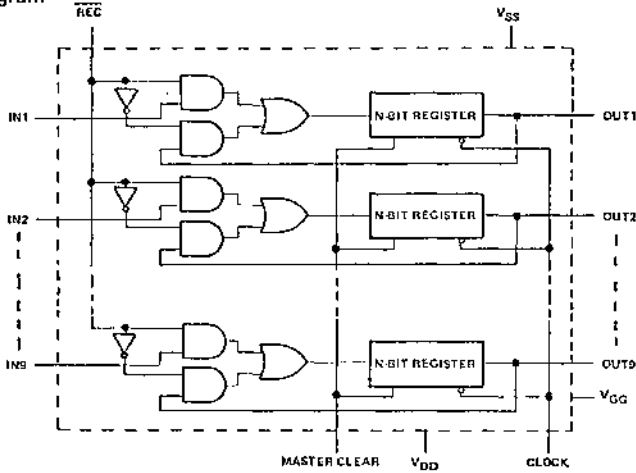 gram
REC
VSS
IN1
N-BIT REGISTER
OUT1
IN2
N-BIT REGISTER
OUT2
IN9
N-BIT REGISTER
OUT9
VGG
MASTER CLEAR
VDD
CLOCK